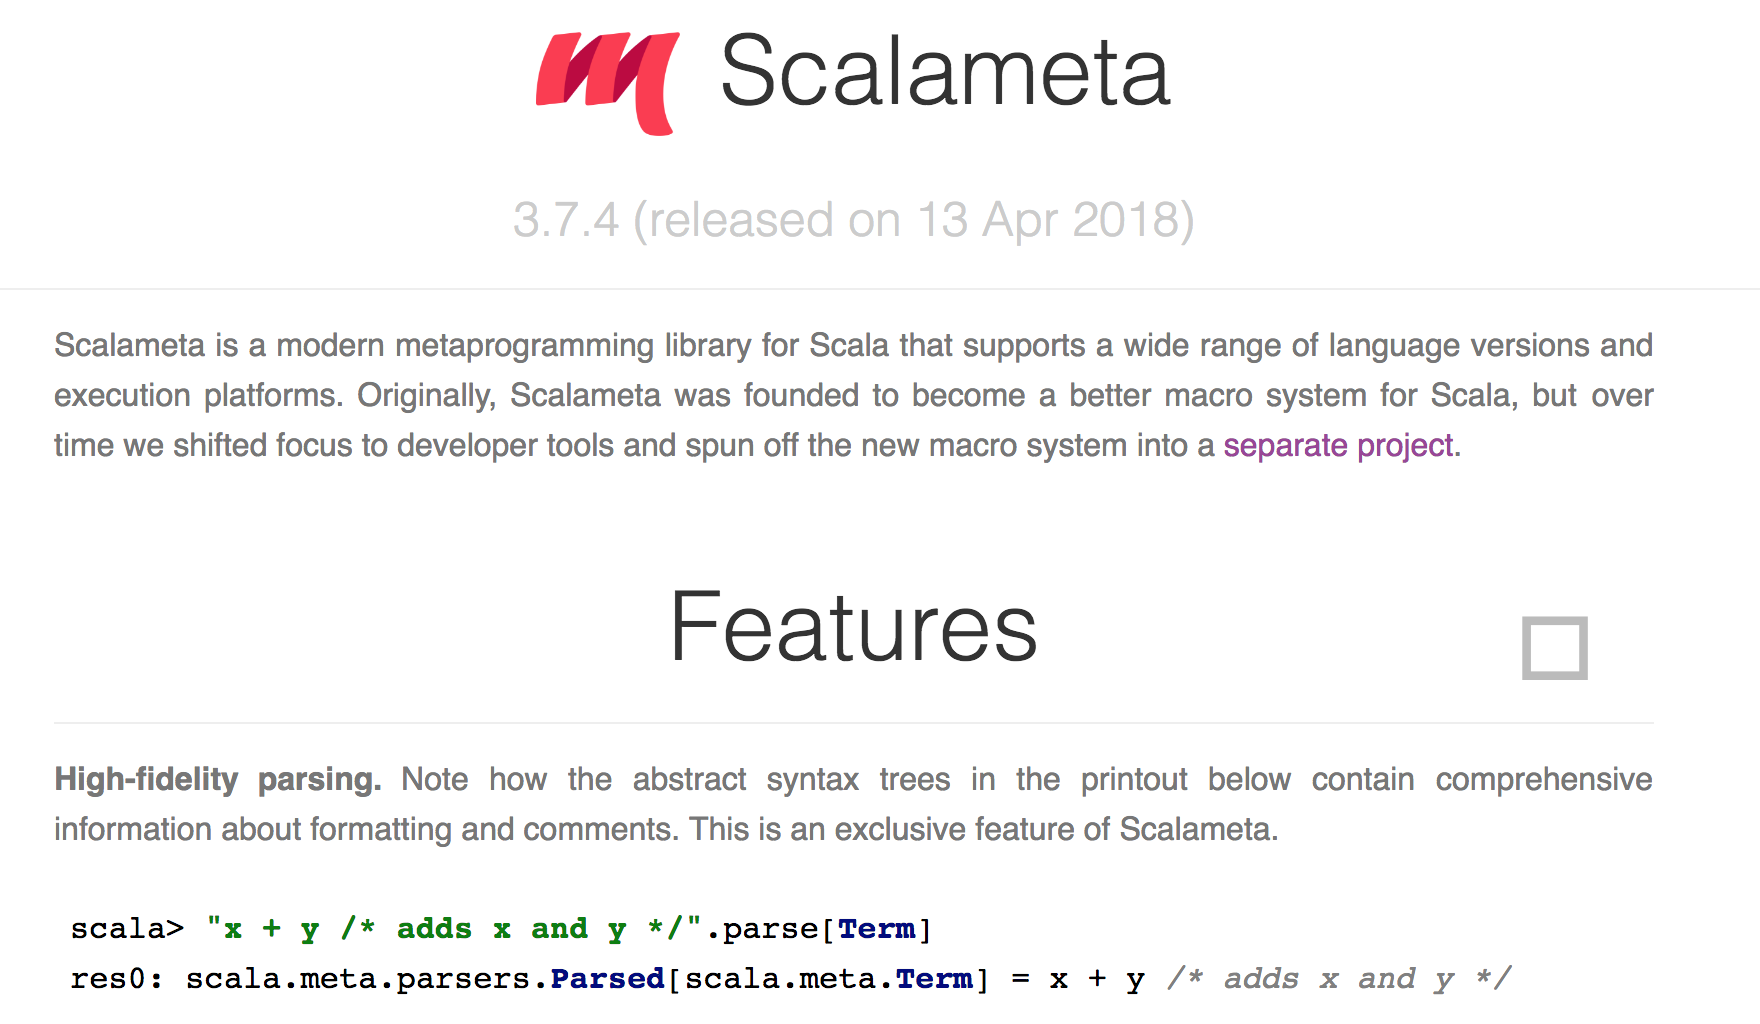 Scalameta
3.7.4 (released on 13 Apr 2018)
Scalameta is a modern metaprogramming library for Scala that supports a wide range of language versions and
execution platforms. Originally, Scalameta was founded to become a better macro system for Scala, but over
time we shifted focus to developer tools and spun off the new macro system into a separate project.
Features
High-fidelity parsing. Note how the abstract syntax trees in the printout below contain comprehensive
information about formatting and comments. This is an exclusive feature of Scalameta.
scala> "x + y /* adds x and y */".parse[Term]
res0: scala.meta.parsers.Parsed[scala.meta.Term] = x + y /* adds x and y */